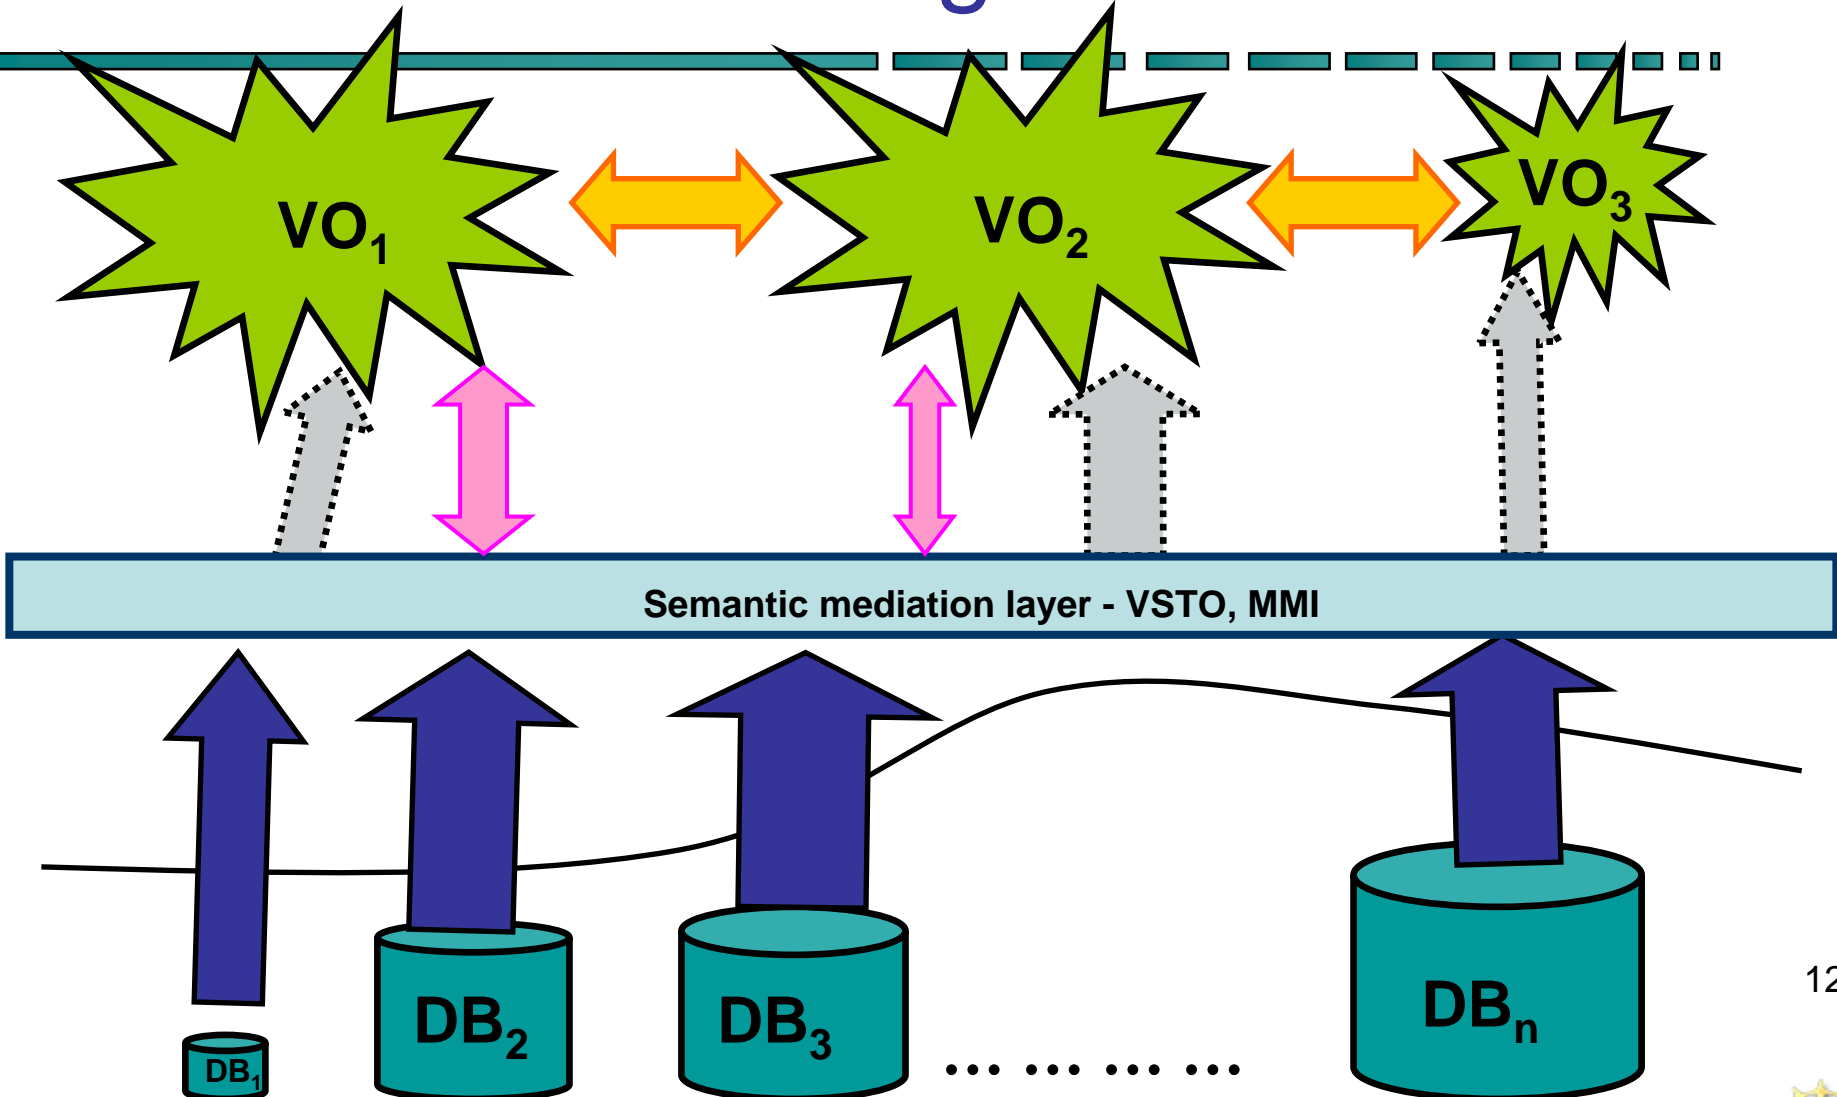 VO₁
VO₂
VO₃
Semantic mediation layer - VSTO, MMI
DB₁
DB₂
DB₃
... ... ... ...
DBₙ
12